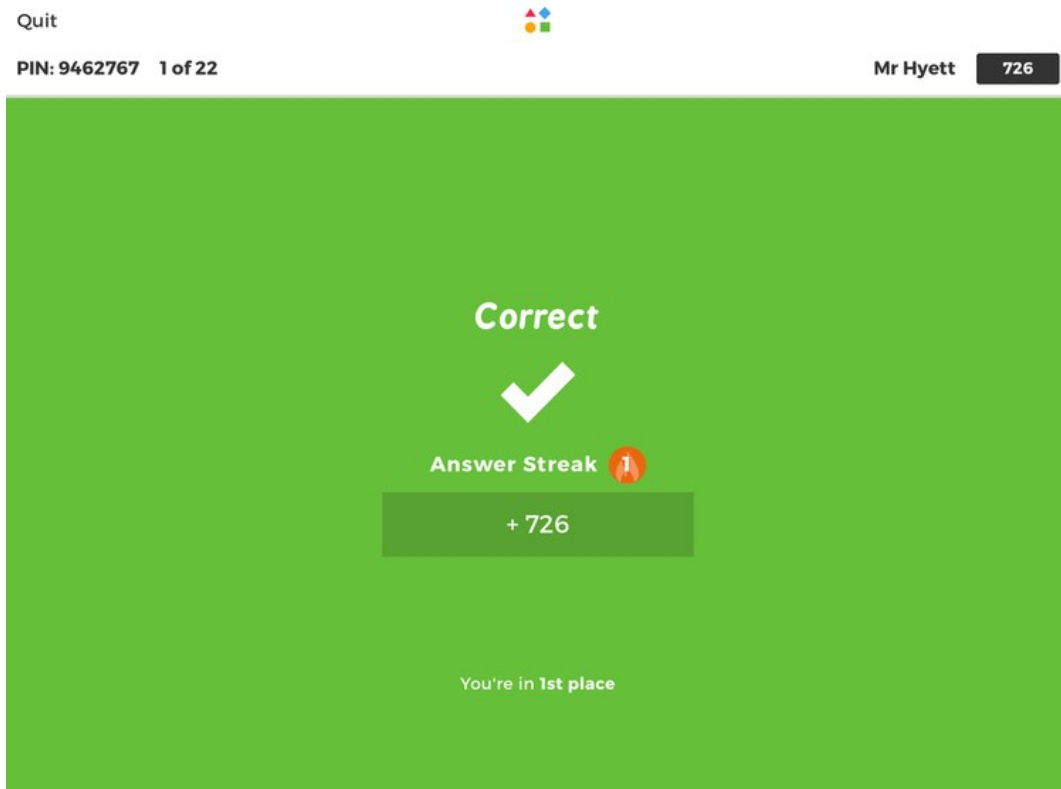 Quit
PIN: 9462767 1 of 22 Mr Hyett 726
Correct
Answer Streak 1
+ 726
You're in 1st place